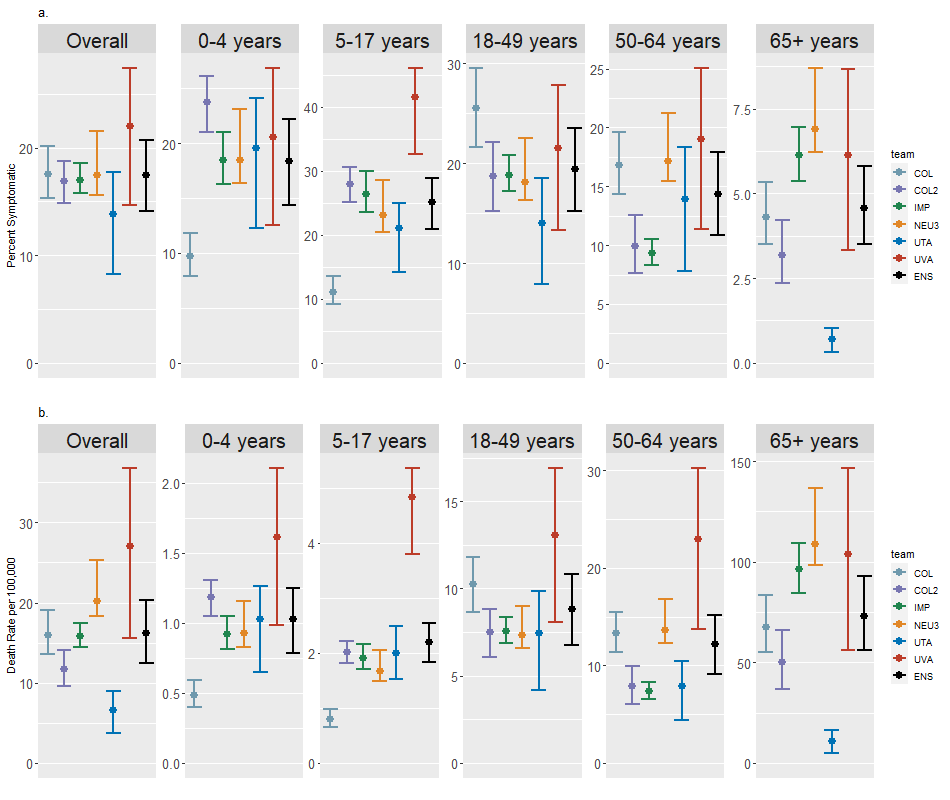 a.
Overall
0-4 years
5-17 years
18-49 years
50-64 years
65+ years
Percent Symptomatic
20
10
0
20
10
0
40
30
20
10
0
30
20
10
0
25
20
15
10
5
0
7.5
5.0
2.5
0.0
team
COL
COL2
IMP
NEU3
UTA
UVA
ENS
b.
Overall
0-4 years
5-17 years
18-49 years
50-64 years
65+ years
Death Rate per 100,000
30
20
10
0
2.0
1.5
1.0
0.5
0.0
4
2
0
15
10
5
0
30
20
10
0
150
100
50
0
team
COL
COL2
IMP
NEU3
UTA
UVA
ENS